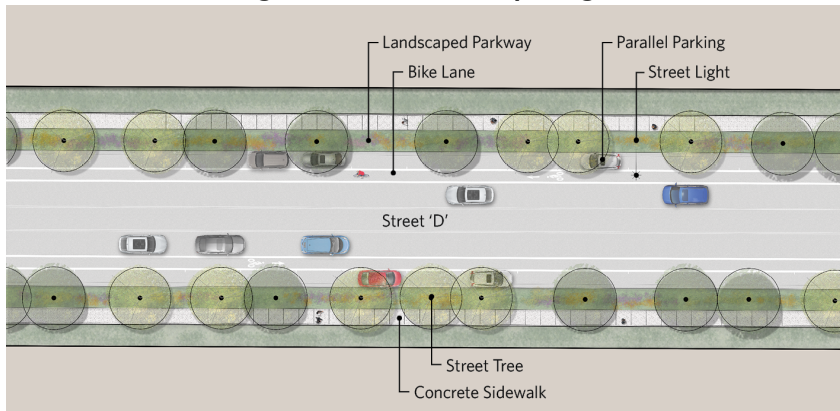 Landscaped Parkway
Parallel Parking
Bike Lane
Street Light
Street ‘D’
Street Tree
Concrete Sidewalk